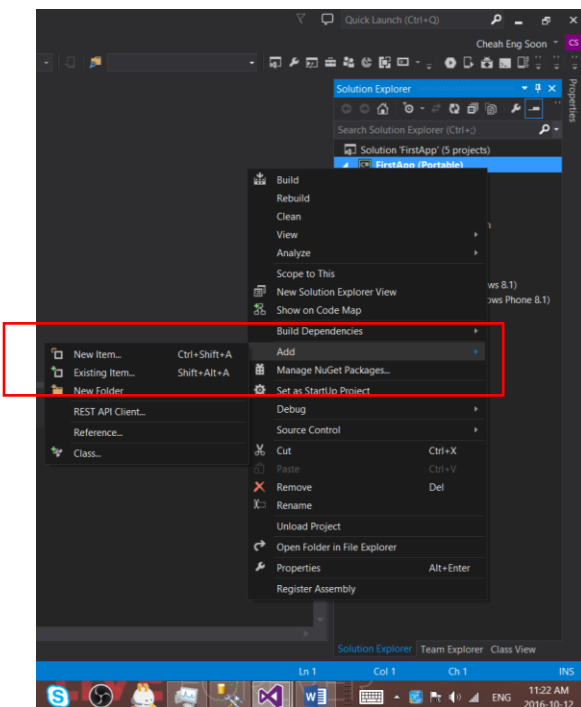 Quick Launch (Ctrl+Q)
Cheah Eng Soon
CS
Solution Explorer
Properties
Search Solution Explorer (Ctrl+;)
Solution 'FirstApp' (5 projects)
FirstApp (Portable)
Build
Rebuild
Clean
View
Analyze
Scope to This
New Solution Explorer View
ws 8.1)
Show on Code Map
ows Phone 8.1)
Build Dependencies
Add
New Item... Ctrl+Shift+A
Existing Item... Shift+Alt+A
Manage NuGet Packages...
New Folder
Set as StartUp Project
REST API Client...
Debug
Reference...
Source Control
Class...
Cut Ctrl+X
Paste Ctrl+V
Remove Del
Rename
Unload Project
Open Folder in File Explorer
Properties Alt+Enter
Register Assembly
Solution Explorer Team Explorer Class View
Ln 1 Col 1 Ch 1 INS
ENG 11:22 AM
2016-10-12